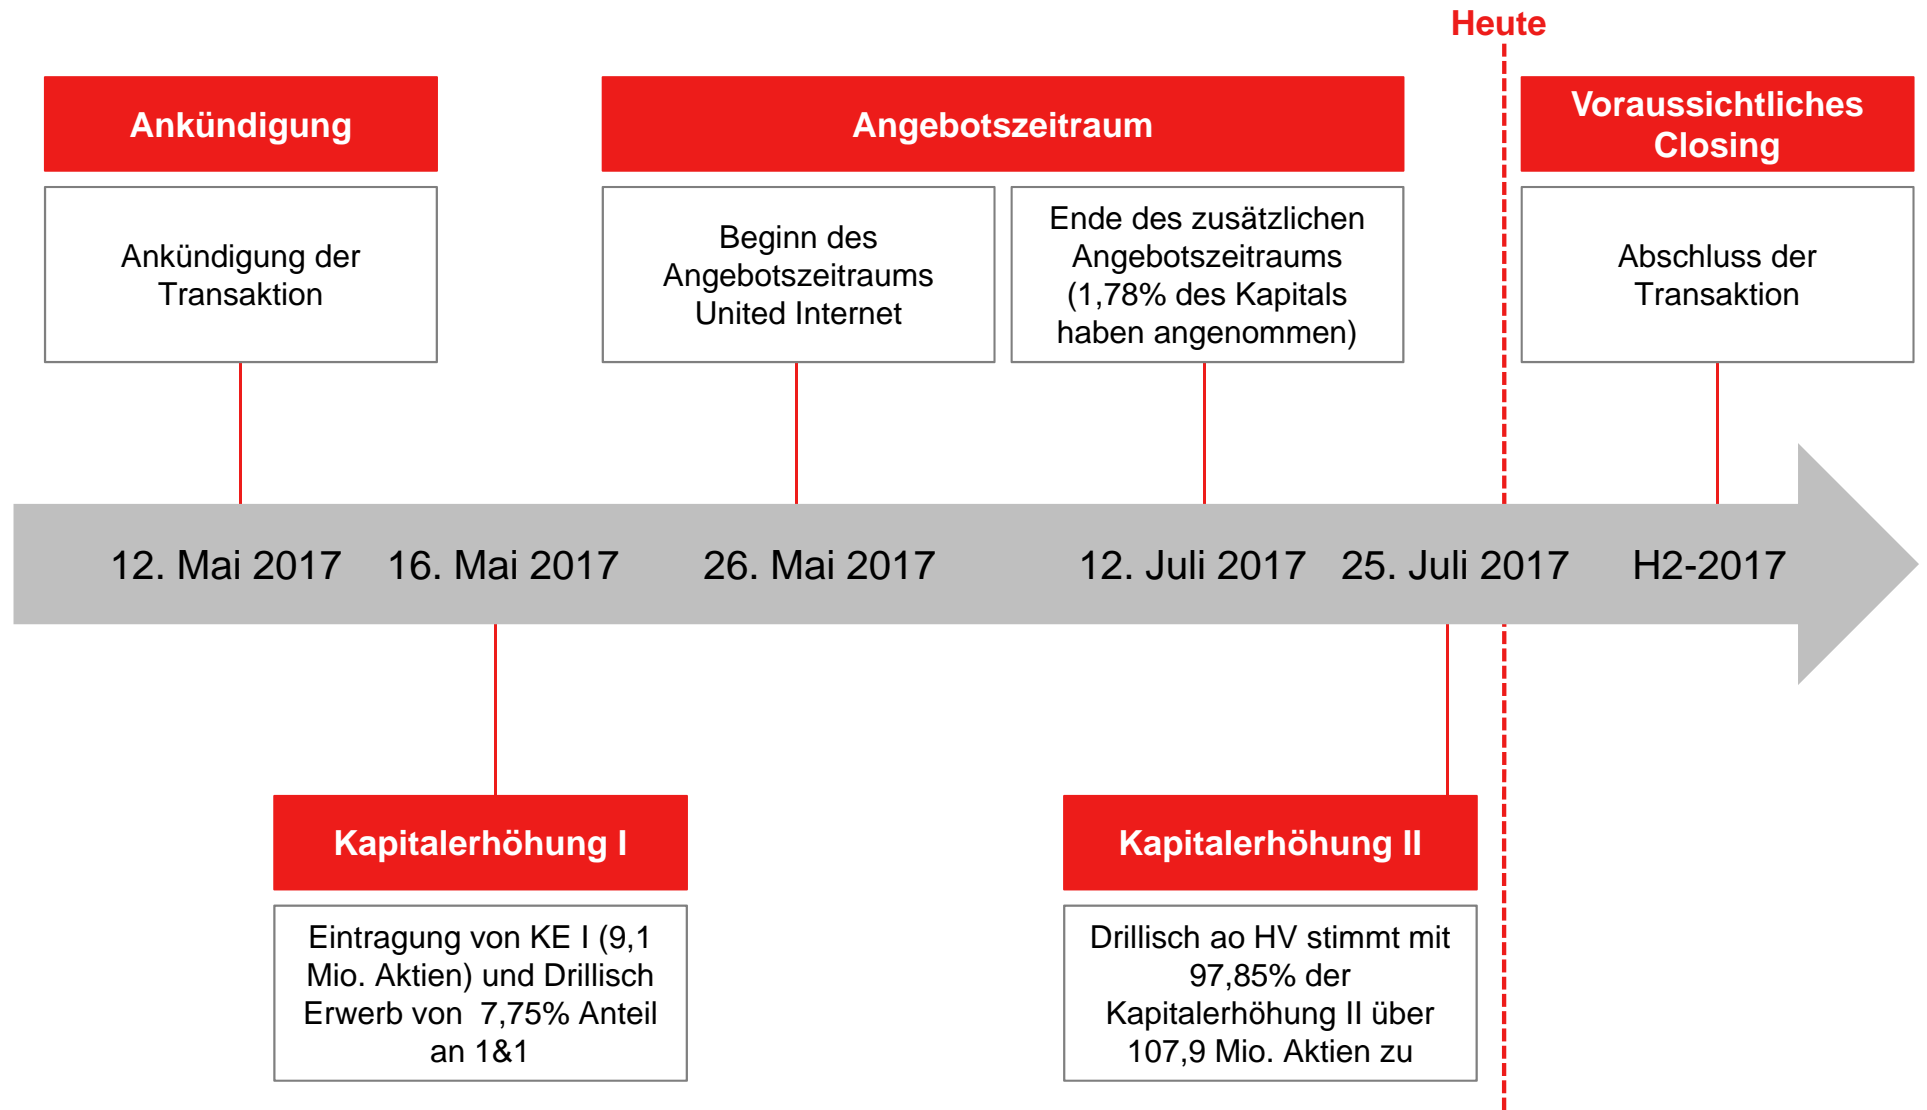 Heute
Ankündigung
Angebotszeitraum
Voraussichtliches
Closing
Ankündigung der
Transaktion
Beginn des
Angebotszeitraums
United Internet
Ende des zusätzlichen
Angebotszeitraums
(1,78% des Kapitals
haben angenommen)
Abschluss der
Transaktion
12. Mai 2017
16. Mai 2017
26. Mai 2017
12. Juli 2017
25. Juli 2017
H2-2017
Kapitalerhöhung I
Eintragung von KE I (9,1
Mio. Aktien) und Drillisch
Erwerb von 7,75% Anteil
an 1&1
Kapitalerhöhung II
Drillisch ao HV stimmt mit
97,85% der
Kapitalerhöhung II über
107,9 Mio. Aktien zu